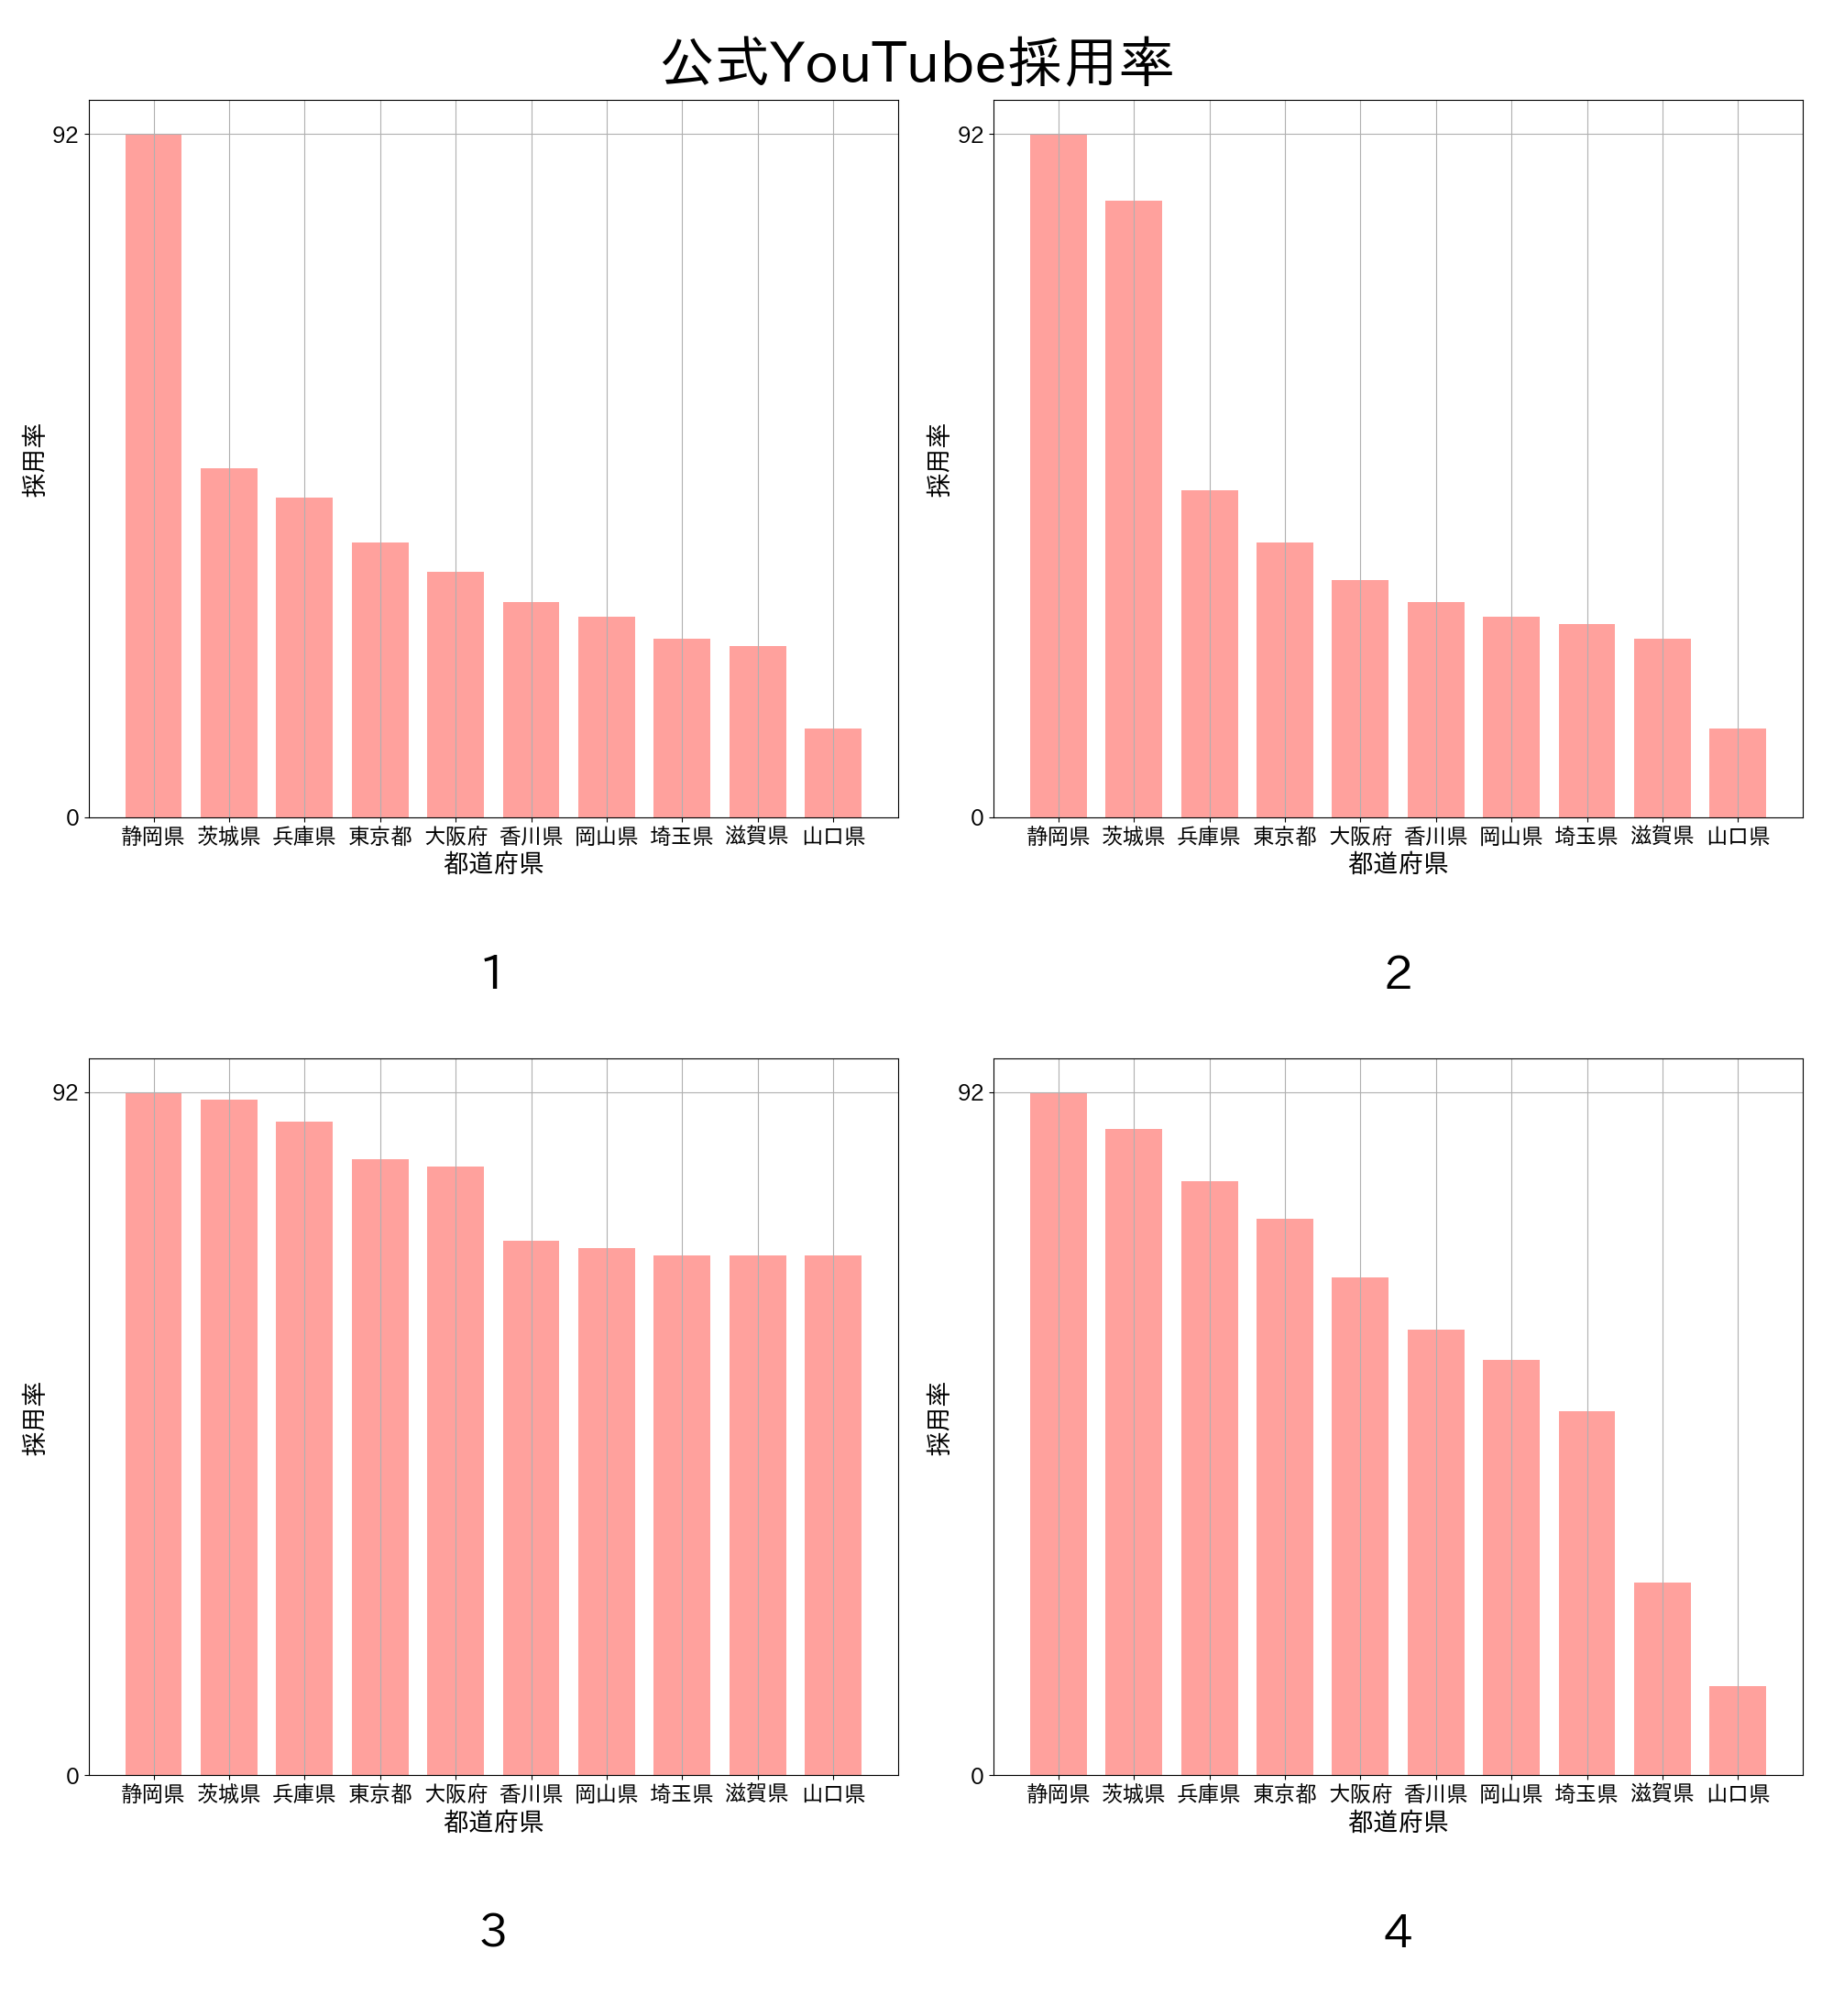 公式YouTube採用率
92
0
採用率
静岡県 茨城県 兵庫県 東京都 大阪府 香川県 岡山県 埼玉県 滋賀県 山口県
都道府県
1
92
0
採用率
静岡県 茨城県 兵庫県 東京都 大阪府 香川県 岡山県 埼玉県 滋賀県 山口県
都道府県
2
92
0
採用率
静岡県 茨城県 兵庫県 東京都 大阪府 香川県 岡山県 埼玉県 滋賀県 山口県
都道府県
3
92
0
採用率
静岡県 茨城県 兵庫県 東京都 大阪府 香川県 岡山県 埼玉県 滋賀県 山口県
都道府県
4